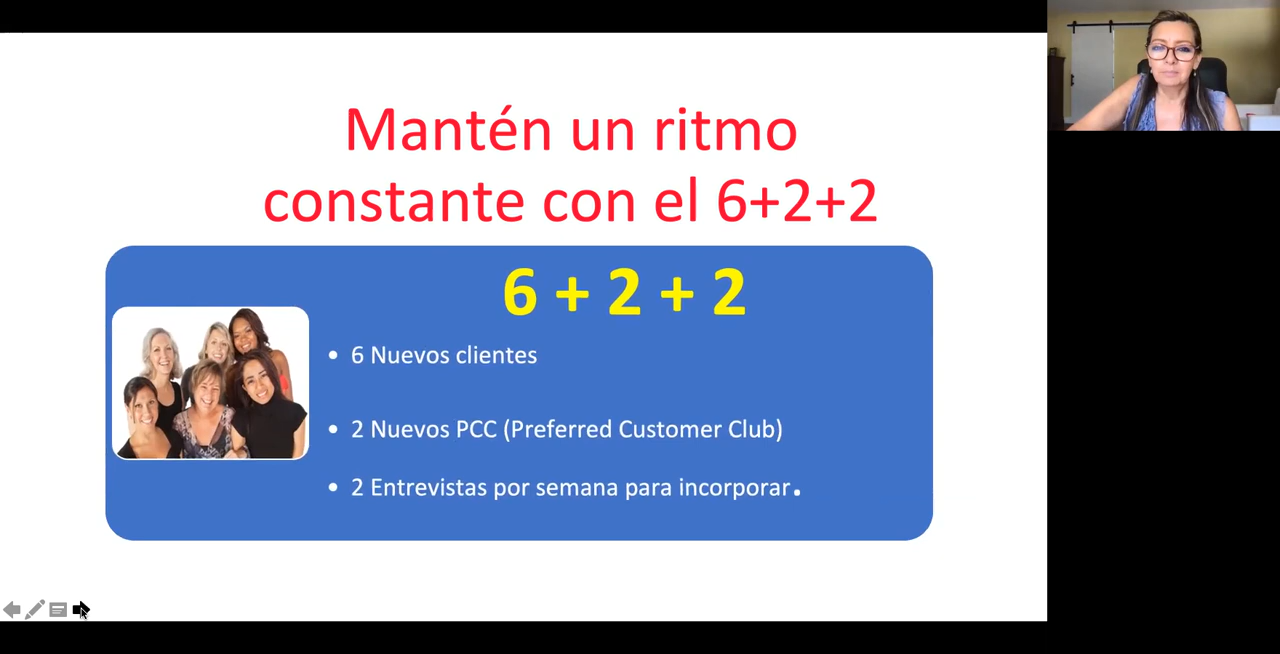 Mantén un ritmo
constante con el 6+2+2
6 + 2 + 2
• 6 Nuevos clientes
• 2 Nuevos PCC (Preferred Customer Club)
• 2 Entrevistas por semana para incorporar.